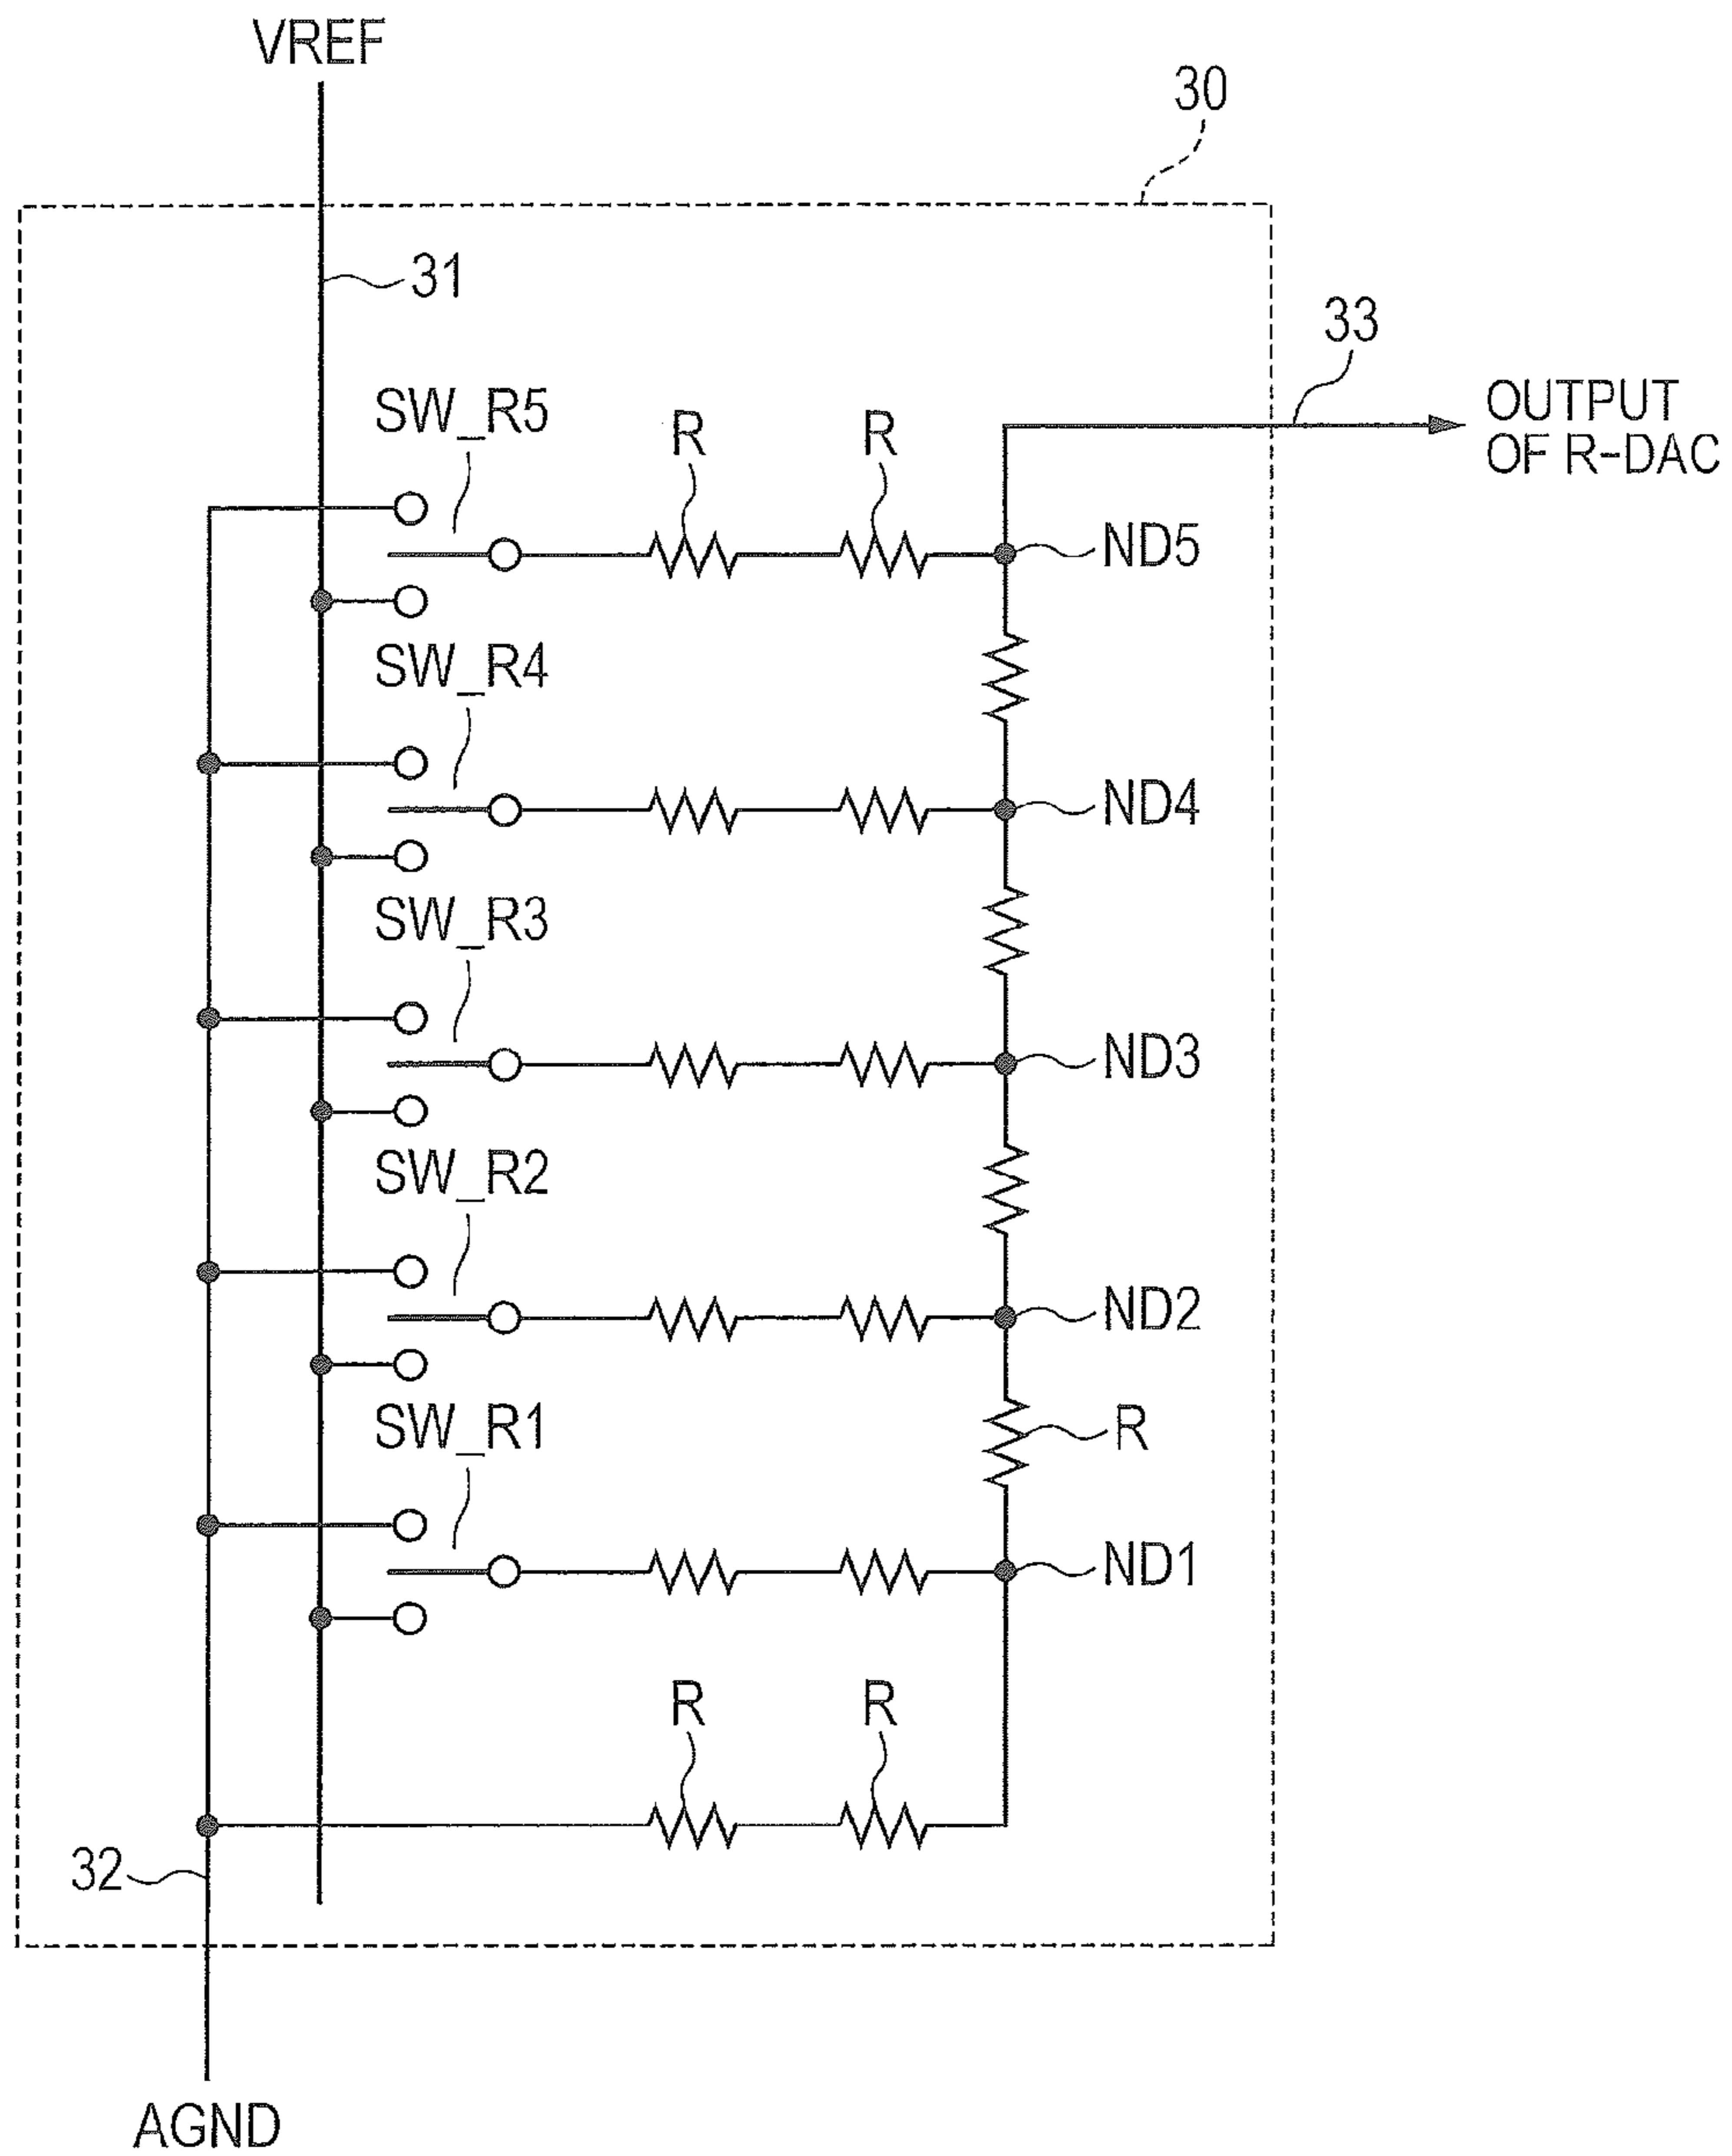 VREF
30
31
33
SW_R5
R
R
OUTPUT
OF R-DAC
ND5
SW_R4
ND4
SW_R3
ND3
SW_R2
ND2
SW_R1
R
ND1
R
R
32
AGND